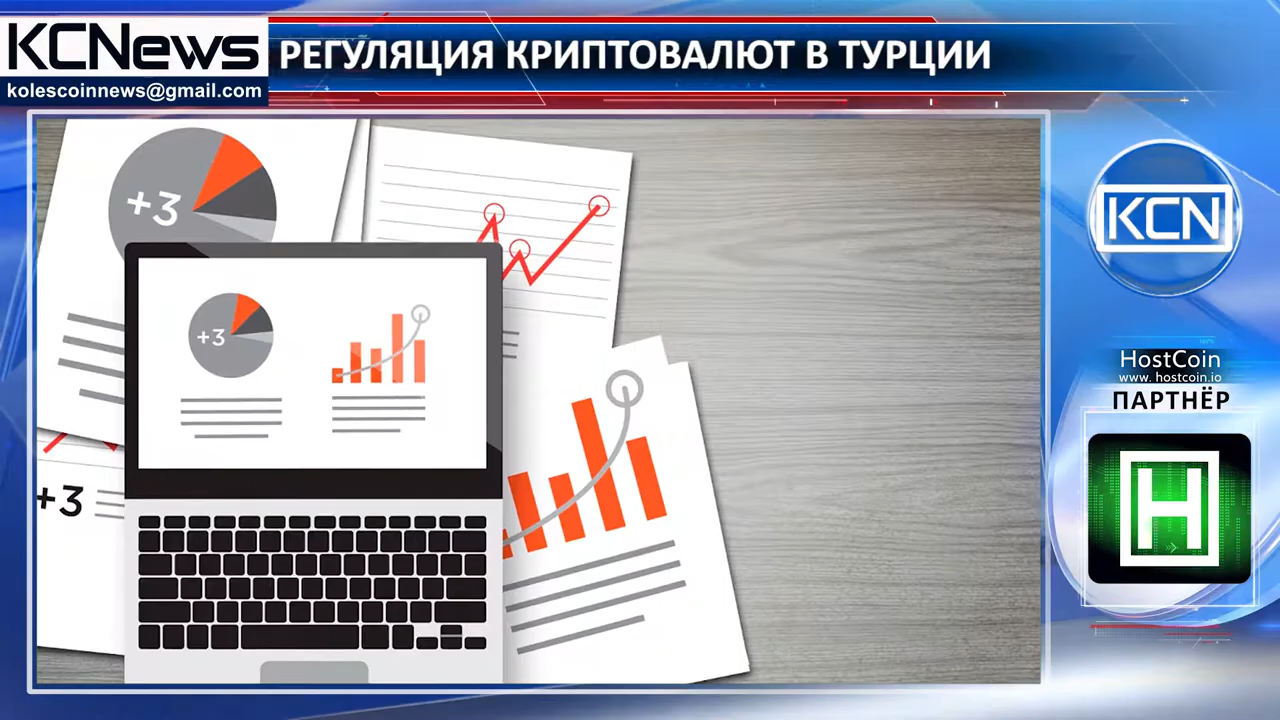 KCNews
kolescoinnews@gmail.com
РЕГУЛЯЦИЯ КРИПТОВАЛЮТ В ТУРЦИИ
+3
+3
+3
KCN
HostCoin
www. hostcoin.io
ПАРТНЁР
H